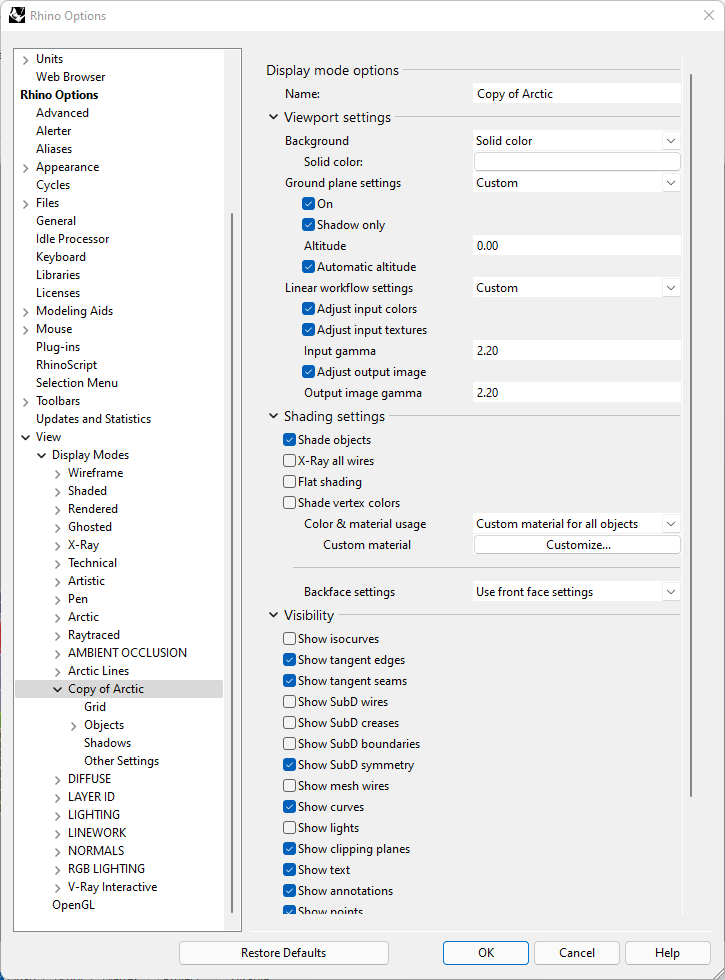 Rhino Options
Units
Web Browser
Rhino Options
Advanced
Alerter
Aliases
Appearance
Cycles
Files
General
Idle Processor
Keyboard
Libraries
Licenses
Modeling Aids
Mouse
Plug-ins
RhinoScript
Selection Menu
Toolbars
Updates and Statistics
View
Display Modes
Wireframe
Shaded
Rendered
Ghosted
X-Ray
Technical
Artistic
Pen
Arctic
Raytraced
AMBIENT OCCLUSION
Arctic Lines
Copy of Arctic
Grid
Objects
Shadows
Other Settings
DIFFUSE
LAYER ID
LIGHTING
LINEWORK
NORMALS
RGB LIGHTING
V-Ray Interactive
OpenGL
Display mode options
Name: Copy of Arctic
Viewport settings
Background Solid color
Solid color:
Ground plane settings Custom
On
Shadow only
Altitude 0.00
Automatic altitude
Linear workflow settings Custom
Adjust input colors
Adjust input textures
Input gamma 2.20
Adjust output image
Output image gamma 2.20
Shading settings
Shade objects
X-Ray all wires
Flat shading
Shade vertex colors
Color & material usage Custom material for all objects
Custom material Customize...
Backface settings Use front face settings
Visibility
Show isocurves
Show tangent edges
Show tangent seams
Show SubD wires
Show SubD creases
Show SubD boundaries
Show SubD symmetry
Show mesh wires
Show curves
Show lights
Show clipping planes
Show text
Show annotations
Show points
Restore Defaults OK Cancel Help